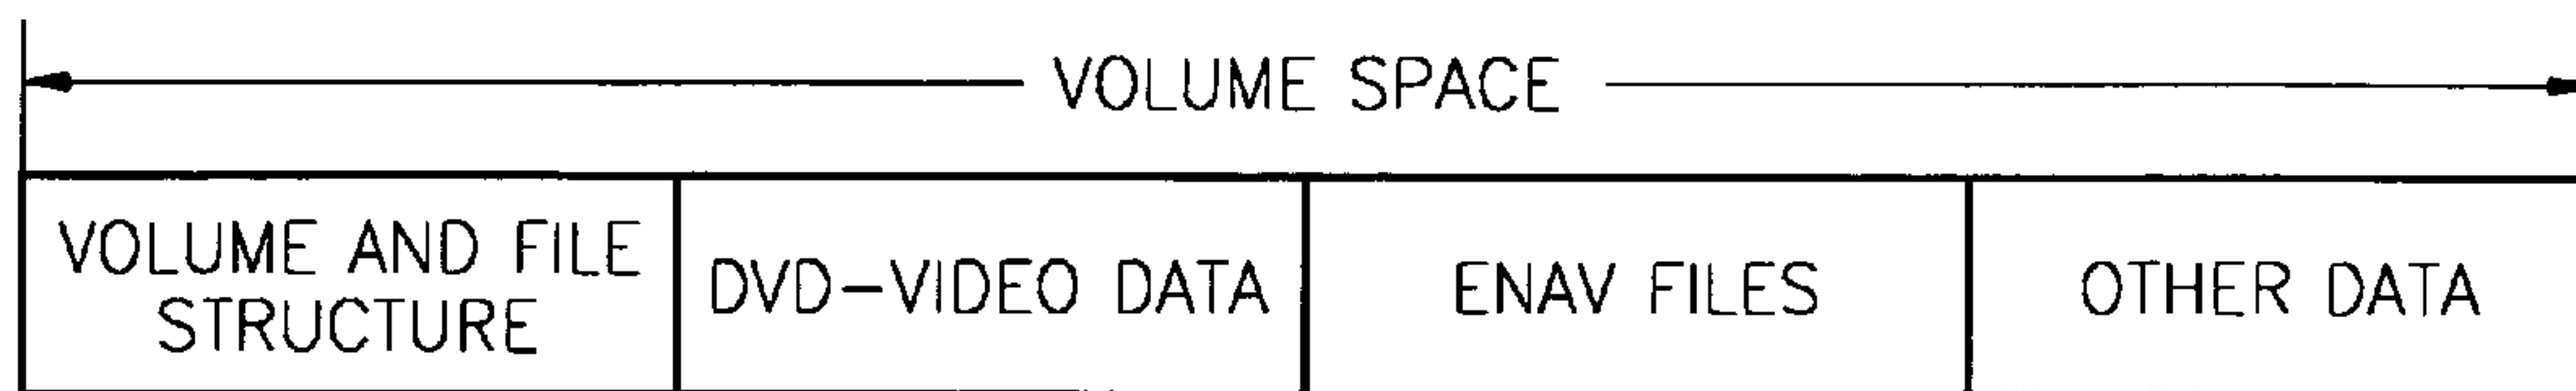 VOLUME SPACE
VOLUME AND FILE
STRUCTURE
DVD-VIDEO DATA
ENAV FILES
OTHER DATA